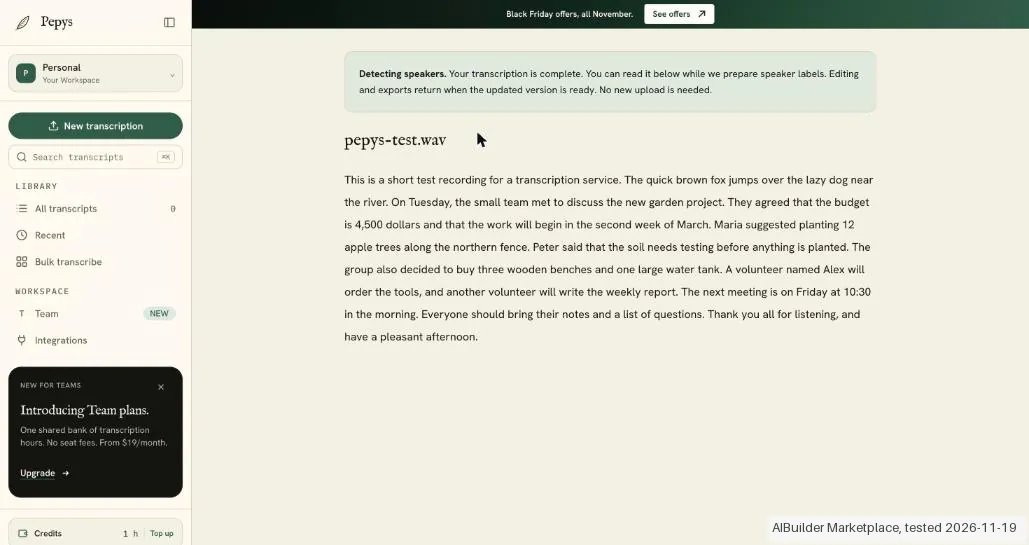 Pepys
Black Friday offers, all November.
See offers
P
Personal
Your Workspace
New transcription
Search transcripts
⌘K
LIBRARY
All transcripts 0
Recent
Bulk transcribe
WORKSPACE
T Team NEW
Integrations
NEW FOR TEAMS
Introducing Team plans.
One shared bank of transcription
hours. No seat fees. From $19/month.
Upgrade →
Credits 1 h Top up
Detecting speakers. Your transcription is complete. You can read it below while we prepare speaker labels. Editing
and exports return when the updated version is ready. No new upload is needed.
pepys-test.wav
This is a short test recording for a transcription service. The quick brown fox jumps over the lazy dog near
the river. On Tuesday, the small team met to discuss the new garden project. They agreed that the budget
is 4,500 dollars and that the work will begin in the second week of March. Maria suggested planting 12
apple trees along the northern fence. Peter said that the soil needs testing before anything is planted. The
group also decided to buy three wooden benches and one large water tank. A volunteer named Alex will
order the tools, and another volunteer will write the weekly report. The next meeting is on Friday at 10:30
in the morning. Everyone should bring their notes and a list of questions. Thank you all for listening, and
have a pleasant afternoon.
AIBuilder Marketplace, tested 2026-11-19